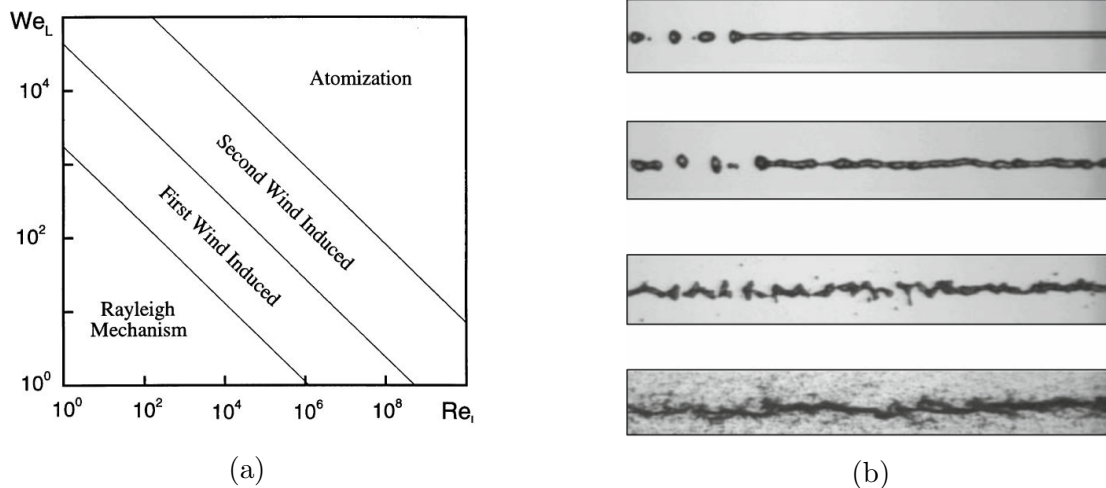 We_L
10^4
10^2
10^0
Atomization
Second Wind Induced
First Wind Induced
Rayleigh
Mechanism
10^0 10^2 10^4 10^6 10^8 Re
(a)
(b)